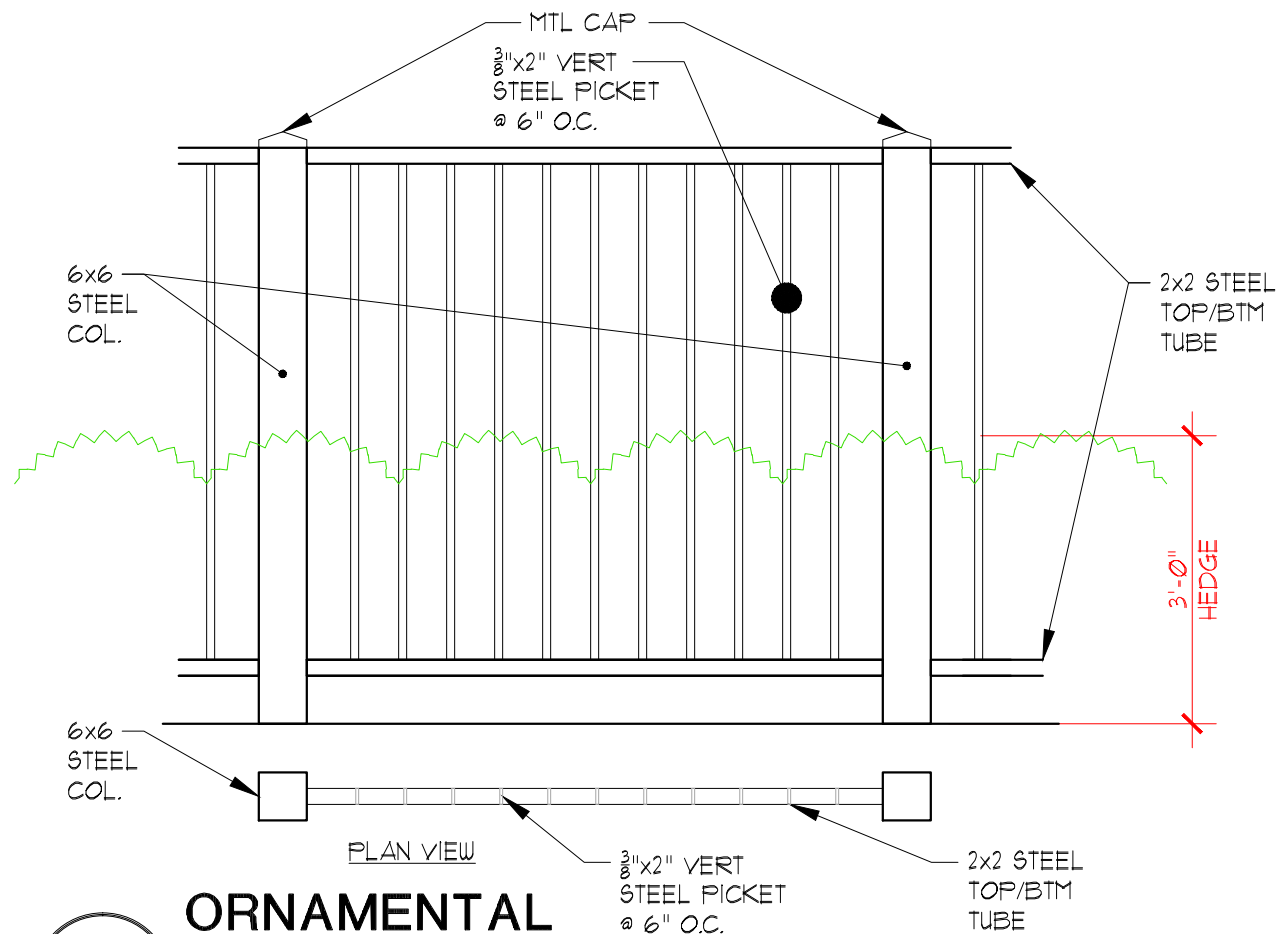 MTL CAP
3/8"x2" VERT
STEEL PICKET
@ 6" O.C.
6x6
STEEL
COL.
2x2 STEEL
TOP/BTM
TUBE
3'-0"
HEDGE
6x6
STEEL
COL.
PLAN VIEW
3/8"x2" VERT
STEEL PICKET
@ 6" O.C.
2x2 STEEL
TOP/BTM
TUBE
ORNAMENTAL